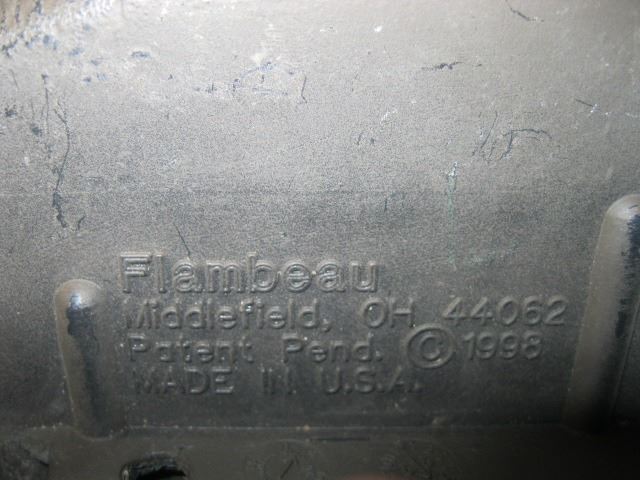 Flambeau
Middlefield, OH 44062
Patent Pend. © 1998
MADE IN U.S.A.